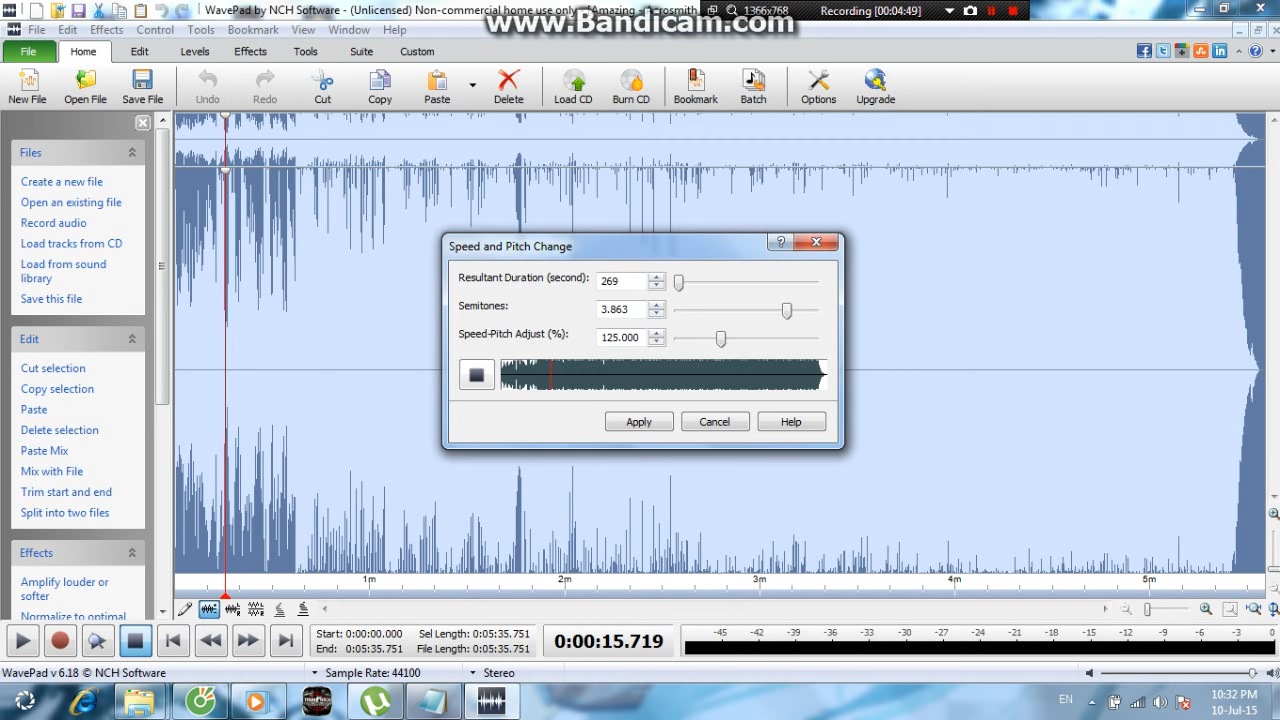 WavePad by NCH Software - (Unlicensed) Non-commercial home use only - [Amazing - Aerosmith
1366x768
Recording [00:04:49]
www.Bandicam.com
File Edit Effects Control Tools Bookmark View Window Help
File Home Edit Levels Effects Tools Suite Custom
New File Open File Save File Undo Redo Cut Copy Paste Delete Load CD Burn CD Bookmark Batch Options Upgrade
Files
Create a new file
Open an existing file
Record audio
Load tracks from CD
Load from sound
library
Save this file
Edit
Cut selection
Copy selection
Paste
Delete selection
Paste Mix
Mix with File
Trim start and end
Split into two files
Effects
Amplify louder or
softer
Normalize to optimal
Speed and Pitch Change
Resultant Duration (second): 269
Semitones: 3.863
Speed-Pitch Adjust (%): 125.000
Apply Cancel Help
1m 2m 3m 4m 5m
Start: 0:00:00.000 Sel Length: 0:05:35.751
End: 0:05:35.751 File Length: 0:05:35.751
0:00:15.719
-45 -42 -39 -36 -33 -30 -27 -24 -21 -18 -15 -12 -9 -6 -3 0
WavePad v 6.18 © NCH Software
Sample Rate: 44100
Stereo
EN
10:32 PM
10-Jul-15